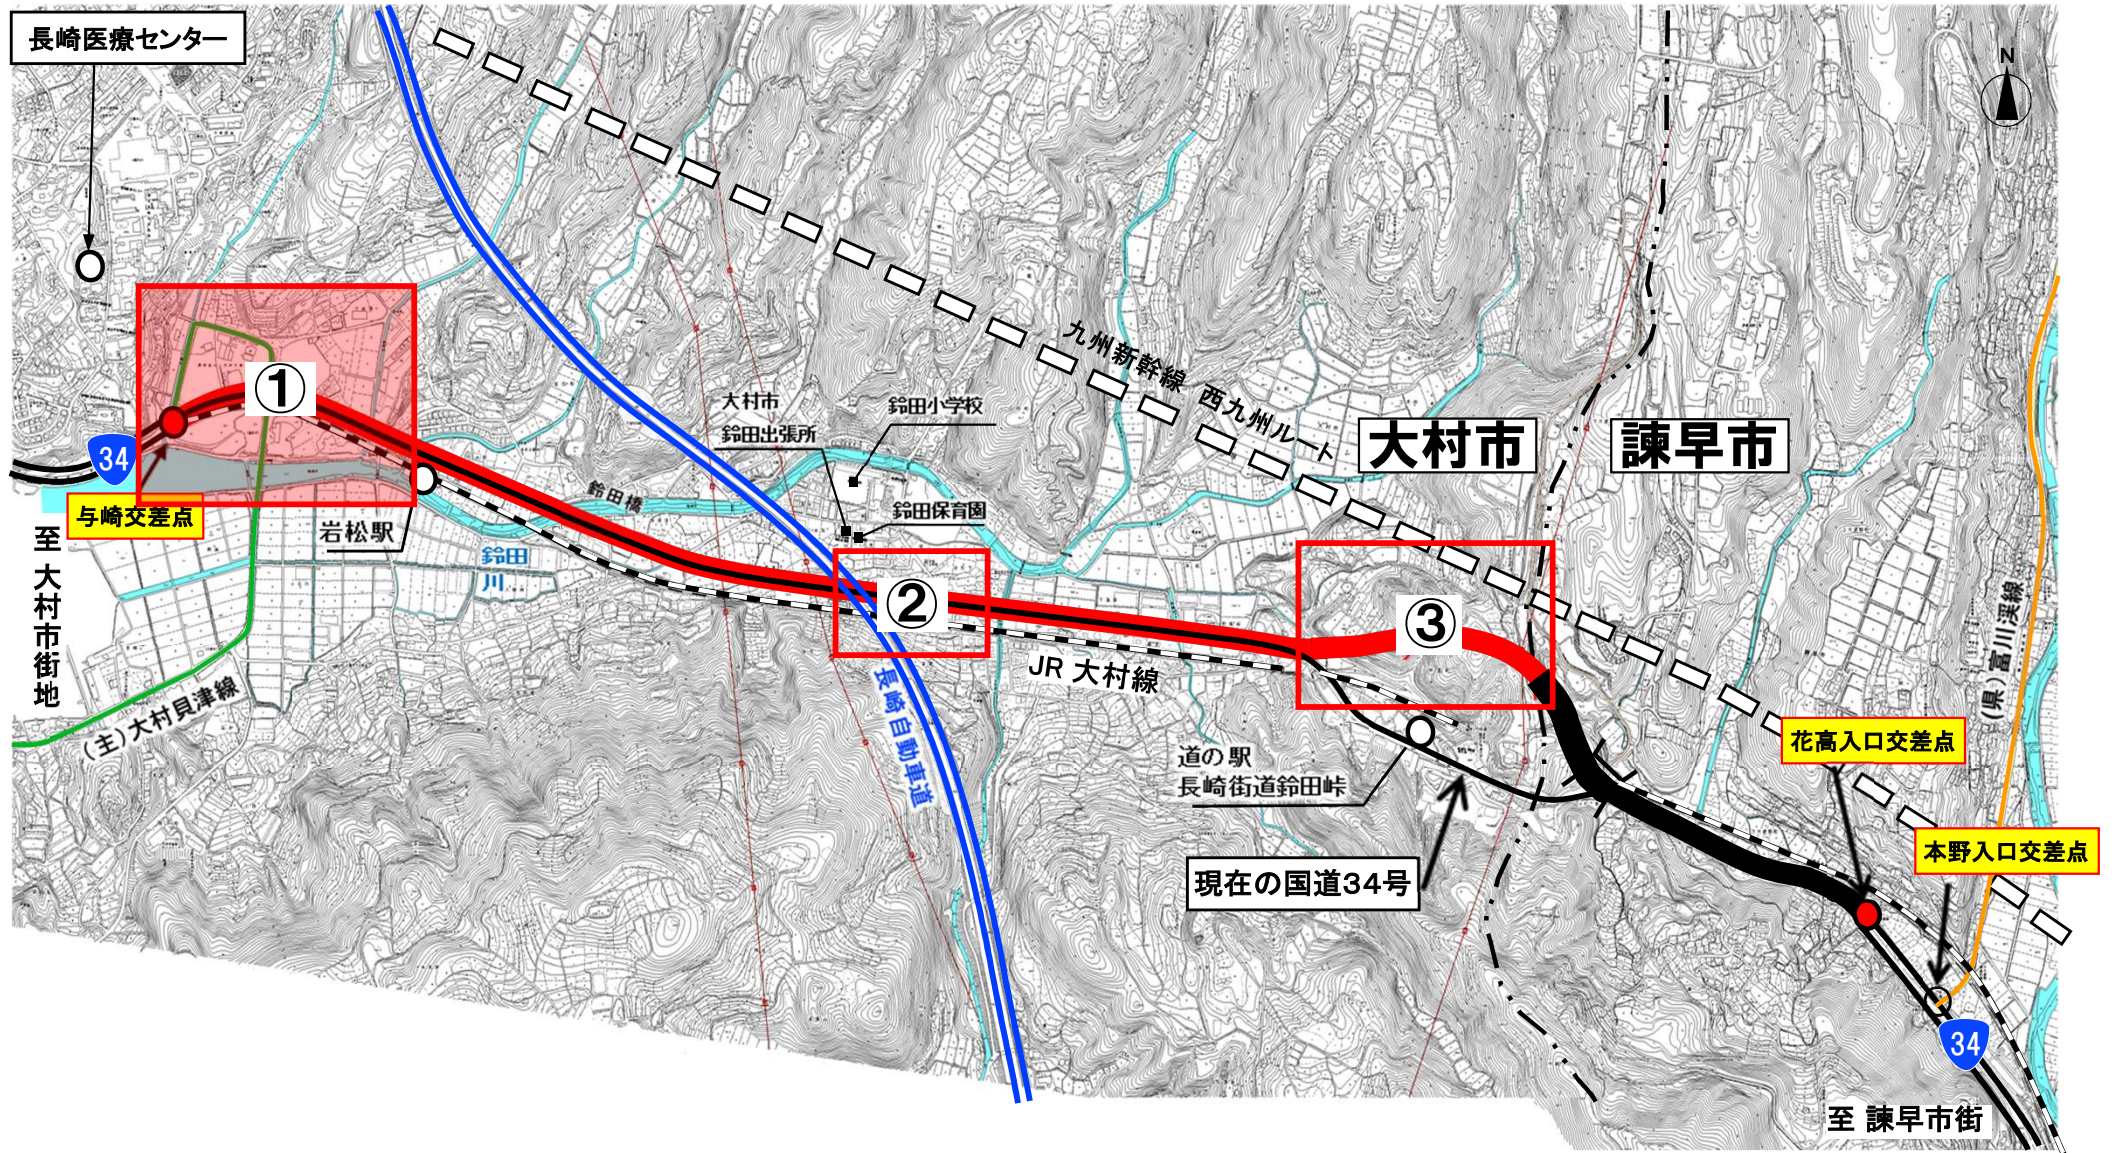 長崎医療センター
N
①
34
与崎交差点
至 大村市街地
岩松駅
鈴田川
鈴田橋
大村市
鈴田出張所
鈴田小学校
鈴田保育園
九州新幹線 西九州ルート
大村市
諫早市
②
③
JR 大村線
(主)大村貝津線
長崎自動車道
道の駅
長崎街道鈴田峠
現在の国道34号
(県)富川渓線
花高入口交差点
本野入口交差点
34
至 諫早市街